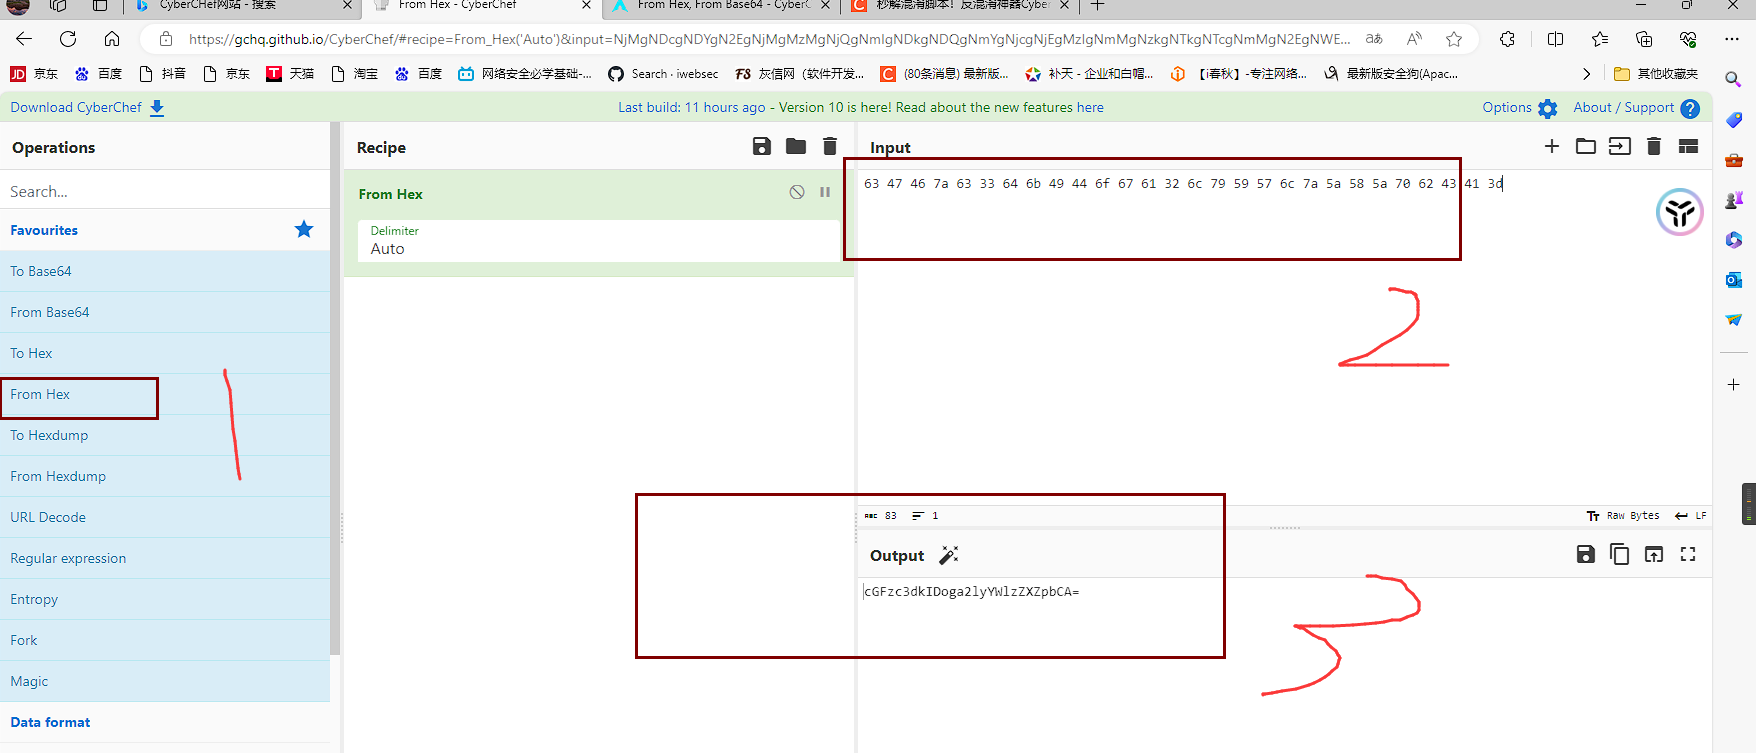 CyberCHef网站 - 搜索
From Hex - CyberChef
From Hex, From Base64 - CyberC
秒解混淆脚本！反混淆神器Cyber
https://gchq.github.io/CyberChef/#recipe=From_Hex('Auto')&input=NjMgNDcgNDYgN2EgNjMgMzMgNjQgNmIgNDkgNDQgNmYgNjcgNjEgMzIgNmMgNzkgNTkgNTcgNmMgN2EgNWE...
JD 京东
百度
抖音
京东
T 天猫
淘宝
百度
网络安全必学基础-...
Search · iwebsec
FS 灰信网（软件开发...
C (80条消息) 最新版...
补天 - 企业和白帽...
【i春秋】-专注网络...
最新版安全狗(Apac...
其他收藏夹
Download CyberChef
Last build: 11 hours ago - Version 10 is here! Read about the new features here
Options
About / Support
Operations
Recipe
Input
Search...
From Hex
63 47 46 7a 63 33 64 6b 49 44 6f 67 61 32 6c 79 59 57 6c 7a 5a 58 5a 70 62 43 41 3d
Favourites
Delimiter
Auto
To Base64
From Base64
To Hex
From Hex
To Hexdump
From Hexdump
URL Decode
Regular expression
Entropy
Fork
Magic
Data format
1
2
ABC 83
1
Raw Bytes
LF
Output
cGFzc3dkIDoga2lyYWlzZXZpbCA=
3